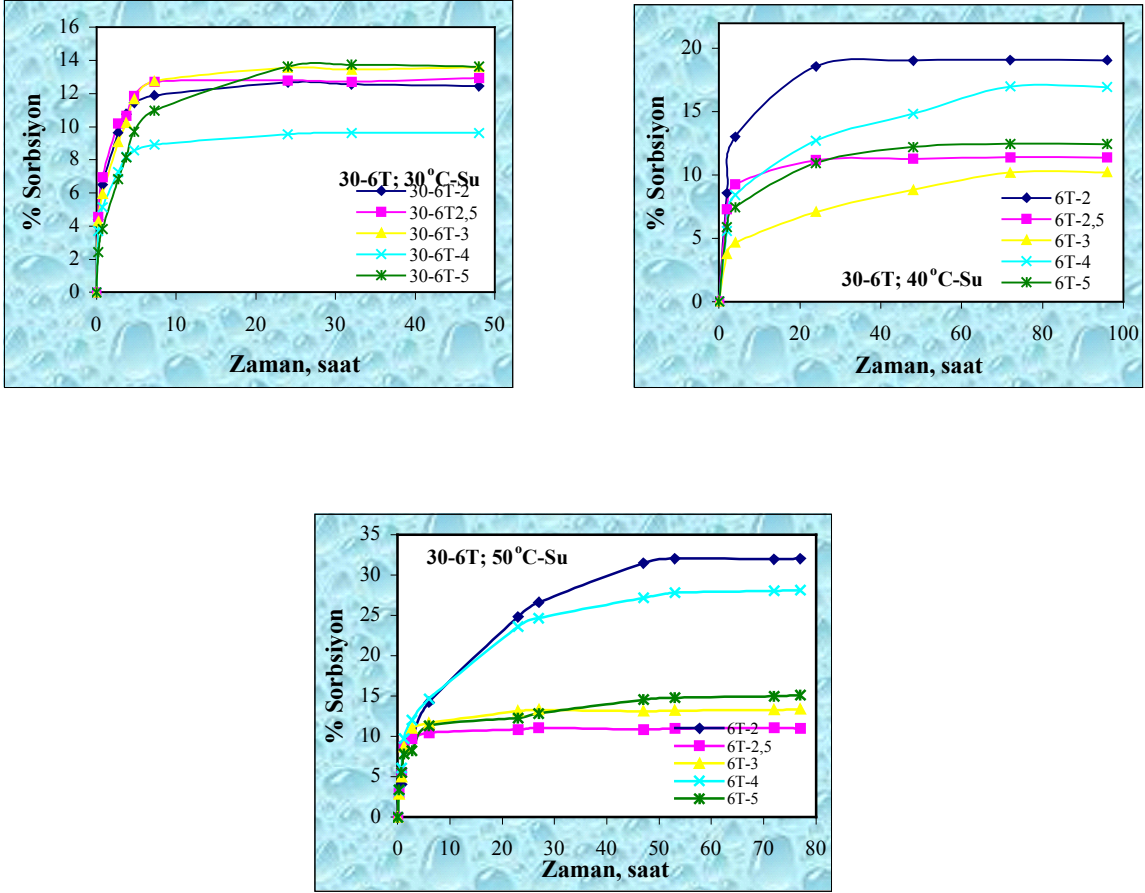 16
14
12
10
8
6
4
2
0
% Sorbsiyon
30-6T; 30°C-Su
30-6T-2
30-6T2,5
30-6T-3
30-6T-4
30-6T-5
0 10 20 30 40 50
Zaman, saat
20
15
10
5
0
% Sorbsiyon
30-6T; 40°C-Su
6T-2
6T-2,5
6T-3
6T-4
6T-5
0 20 40 60 80 100
Zaman, saat
35
30
25
20
15
10
5
0
% Sorbsiyon
30-6T; 50°C-Su
6T-2
6T-2,5
6T-3
6T-4
6T-5
0 10 20 30 40 50 60 70 80
Zaman, saat